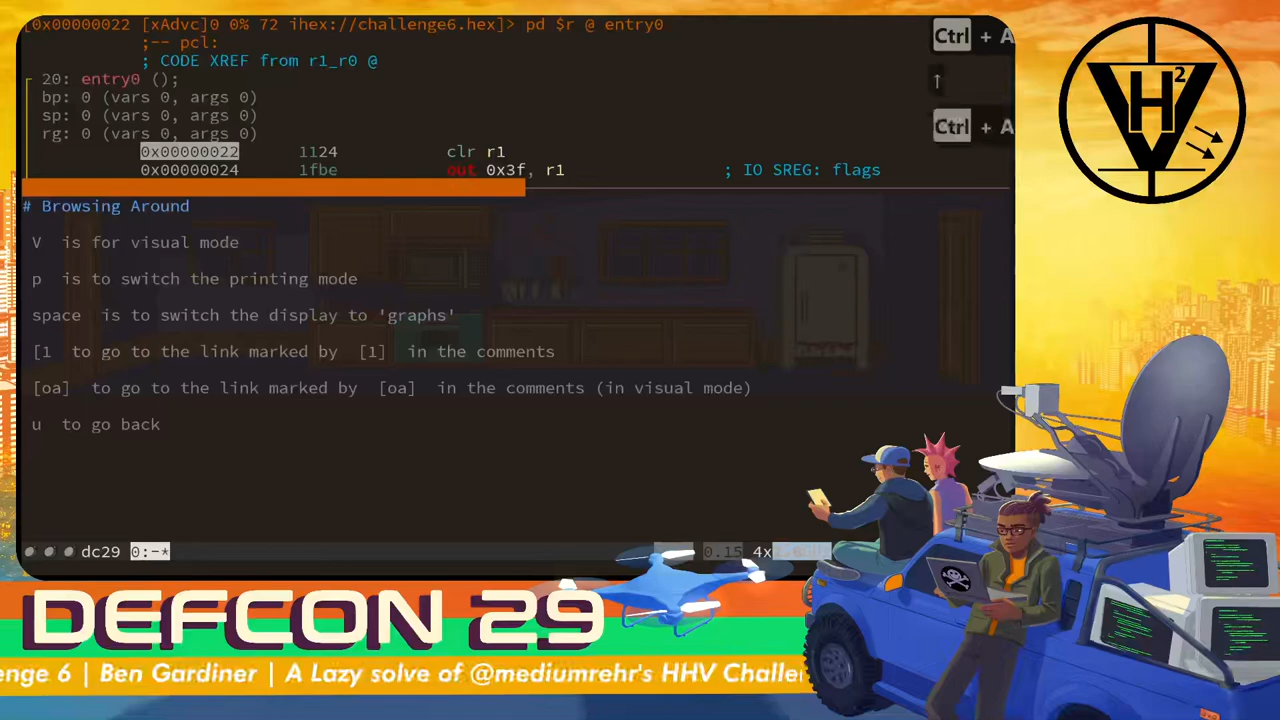 [0x00000022 [xAdvc]0 0% 72 ihex://challenge6.hex]> pd $r @ entry0
;-- pcl:
; CODE XREF from r1_r0 @
20: entry0 ();
bp: 0 (vars 0, args 0)
sp: 0 (vars 0, args 0)
rg: 0 (vars 0, args 0)
0x00000022 1124 clr r1
0x00000024 1fbe out 0x3f, r1 ; IO SREG: flags
# Browsing Around
V is for visual mode
p is to switch the printing mode
space is to switch the display to 'graphs'
[1 to go to the link marked by [1] in the comments
[oa] to go to the link marked by [oa] in the comments (in visual mode)
u to go back
dc29 0:-* 0.15 4x
Ctrl + A
↑
Ctrl + A
VH2
DEFCON 29
enge 6 | Ben Gardiner | A Lazy solve of @mediumrehr's HHV Challe